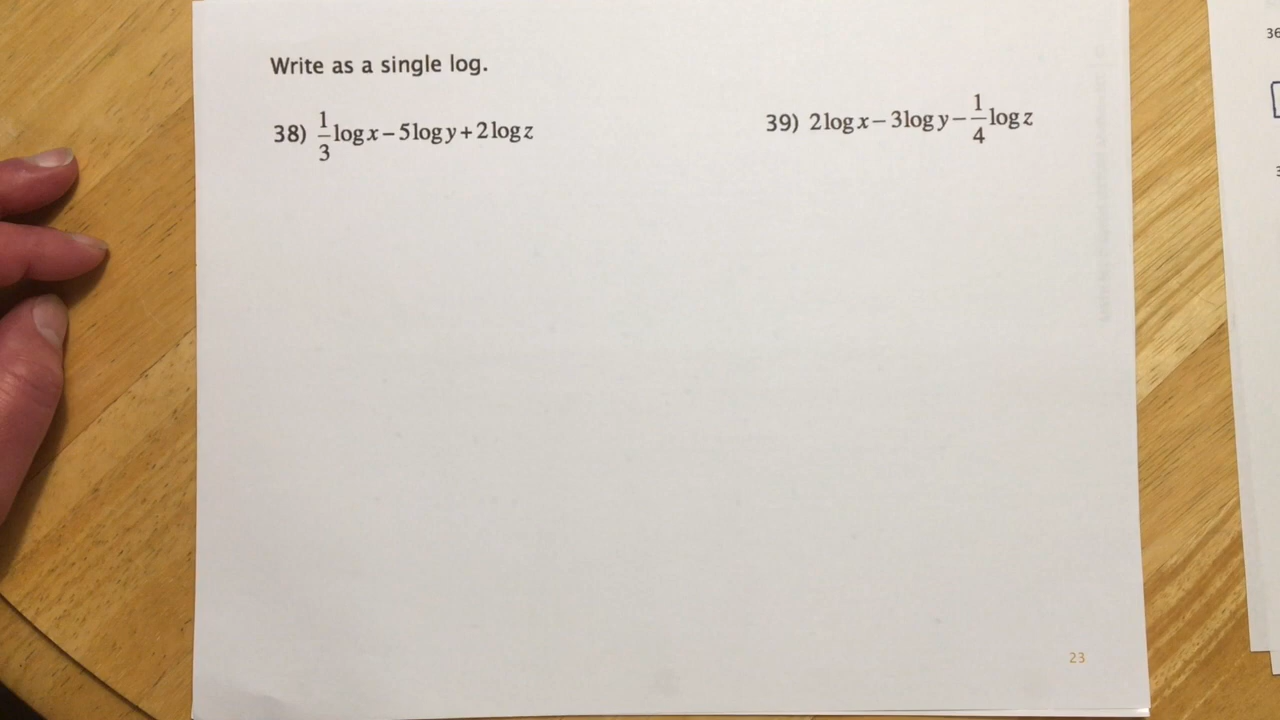 Write as a single log.
38) 1/3 log x − 5 log y + 2 log z
39) 2 log x − 3 log y − 1/4 log z
23
36